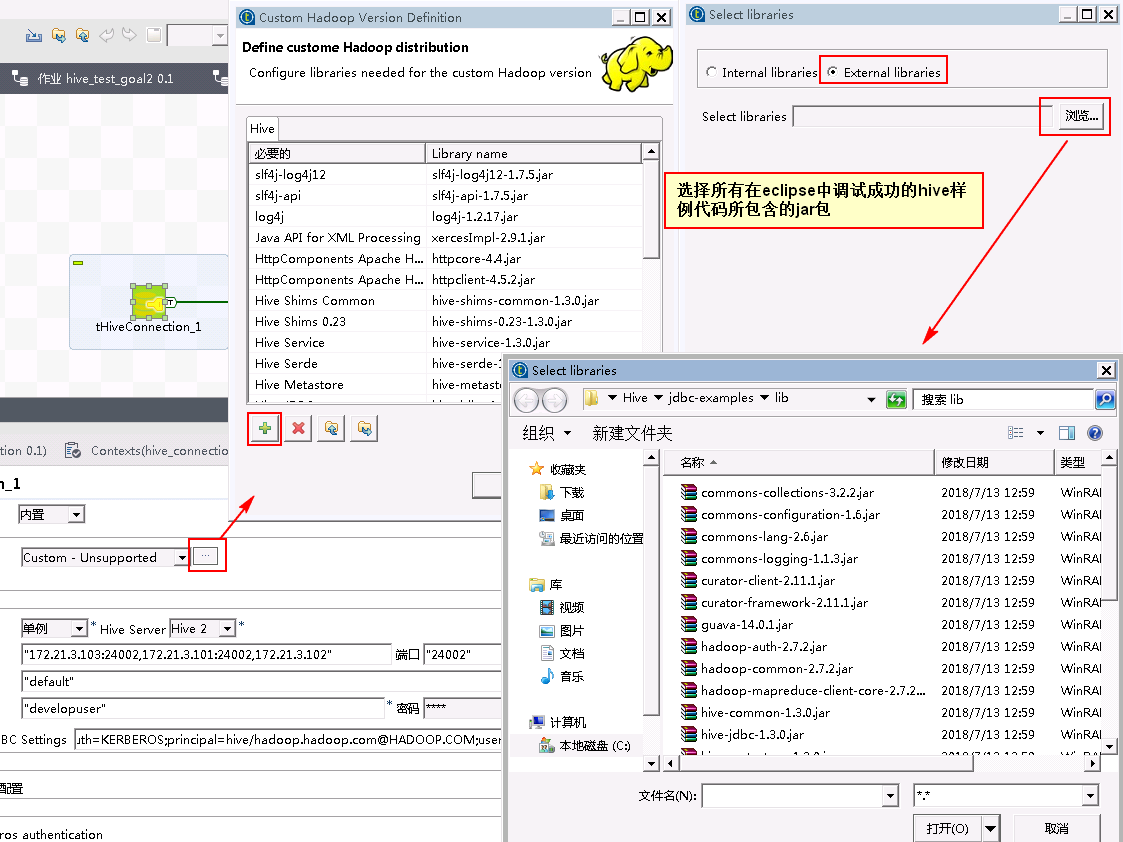 作业 hive_test_goal2 0.1
tHiveConnection_1
Custom Hadoop Version Definition
Define custome Hadoop distribution
Configure libraries needed for the custom Hadoop version
Hive
必要的 Library name
slf4j-log4j12 slf4j-log4j12-1.7.5.jar
slf4j-api slf4j-api-1.7.5.jar
log4j log4j-1.2.17.jar
Java API for XML Processing xercesImpl-2.9.1.jar
HttpComponents Apache H... httpcore-4.4.jar
HttpComponents Apache H... httpclient-4.5.2.jar
Hive Shims Common hive-shims-common-1.3.0.jar
Hive Shims 0.23 hive-shims-0.23-1.3.0.jar
Hive Service hive-service-1.3.0.jar
Hive Serde hive-serde-1
Hive Metastore hive-metast
Select libraries
Internal libraries External libraries
Select libraries 浏览...
选择所有在eclipse中调试成功的hive样
例代码所包含的jar包
tion 0.1) Contexts(hive_connectio
n_1
内置
Custom - Unsupported ...
单例 * Hive Server Hive 2 *
"172.21.3.103:24002,172.21.3.101:24002,172.21.3.102" 端口 "24002"
"default"
"developuser" * 密码 ****
BC Settings uth=KERBEROS;principal=hive/hadoop.hadoop.com@HADOOP.COM;user
配置
ros authentication
Select libraries
Hive jdbc-examples lib 搜索 lib
组织 新建文件夹
收藏夹
下载
桌面
最近访问的位置
库
视频
图片
文档
音乐
计算机
本地磁盘 (C:)
名称 修改日期 类型
commons-collections-3.2.2.jar 2018/7/13 12:59 WinRA
commons-configuration-1.6.jar 2018/7/13 12:59 WinRA
commons-lang-2.6.jar 2018/7/13 12:59 WinRA
commons-logging-1.1.3.jar 2018/7/13 12:59 WinRA
curator-client-2.11.1.jar 2018/7/13 12:59 WinRA
curator-framework-2.11.1.jar 2018/7/13 12:59 WinRA
guava-14.0.1.jar 2018/7/13 12:59 WinRA
hadoop-auth-2.7.2.jar 2018/7/13 12:59 WinRA
hadoop-common-2.7.2.jar 2018/7/13 12:59 WinRA
hadoop-mapreduce-client-core-2.7.2... 2018/7/13 12:59 WinRA
hive-common-1.3.0.jar 2018/7/13 12:59 WinRA
hive-jdbc-1.3.0.jar 2018/7/13 12:59 WinRA
文件名(N): *.*
打开(O) 取消